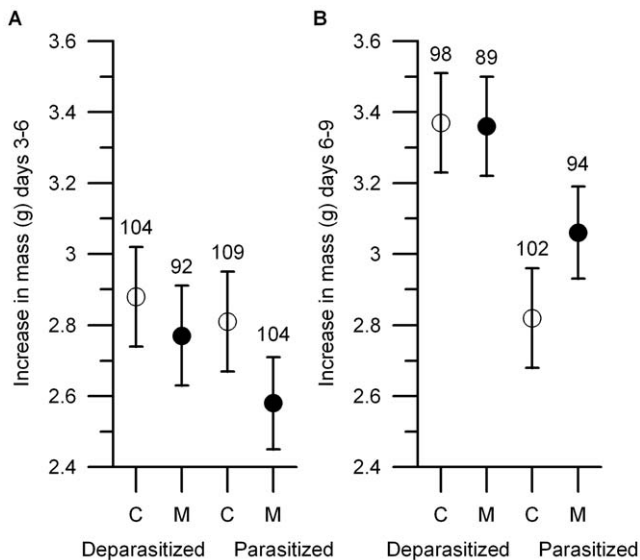 A
Increase in mass (g) days 3-6
3.6
3.4
3.2
3
2.8
2.6
2.4
104
92
109
104
C M C M
Deparasitized Parasitized
B
Increase in mass (g) days 6-9
3.6
3.4
3.2
3
2.8
2.6
2.4
98
89
102
94
C M C M
Deparasitized Parasitized